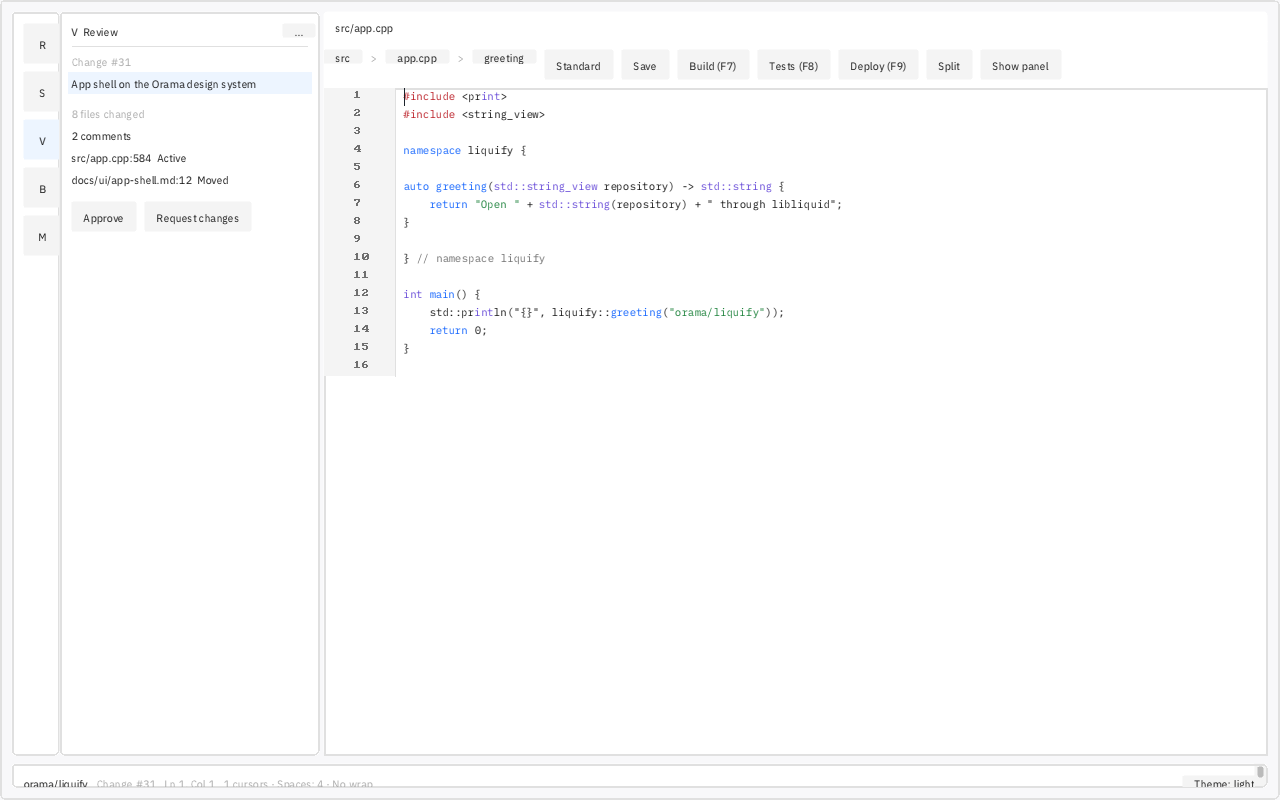 R
S
V
B
M
V Review ...
Change #31
App shell on the Orama design system
8 files changed
2 comments
src/app.cpp:584 Active
docs/ui/app-shell.md:12 Moved
Approve Request changes
src/app.cpp
src > app.cpp > greeting Standard Save Build (F7) Tests (F8) Deploy (F9) Split Show panel
1 #include <print>
2 #include <string_view>
3
4 namespace liquify {
5
6 auto greeting(std::string_view repository) -> std::string {
7 return "Open " + std::string(repository) + " through libliquid";
8 }
9
10 } // namespace liquify
11
12 int main() {
13 std::println("{}", liquify::greeting("orama/liquify"));
14 return 0;
15 }
16
orama/liquify Change #31 Ln 1, Col 1 1 cursors · Spaces: 4 · No wrap Theme: light